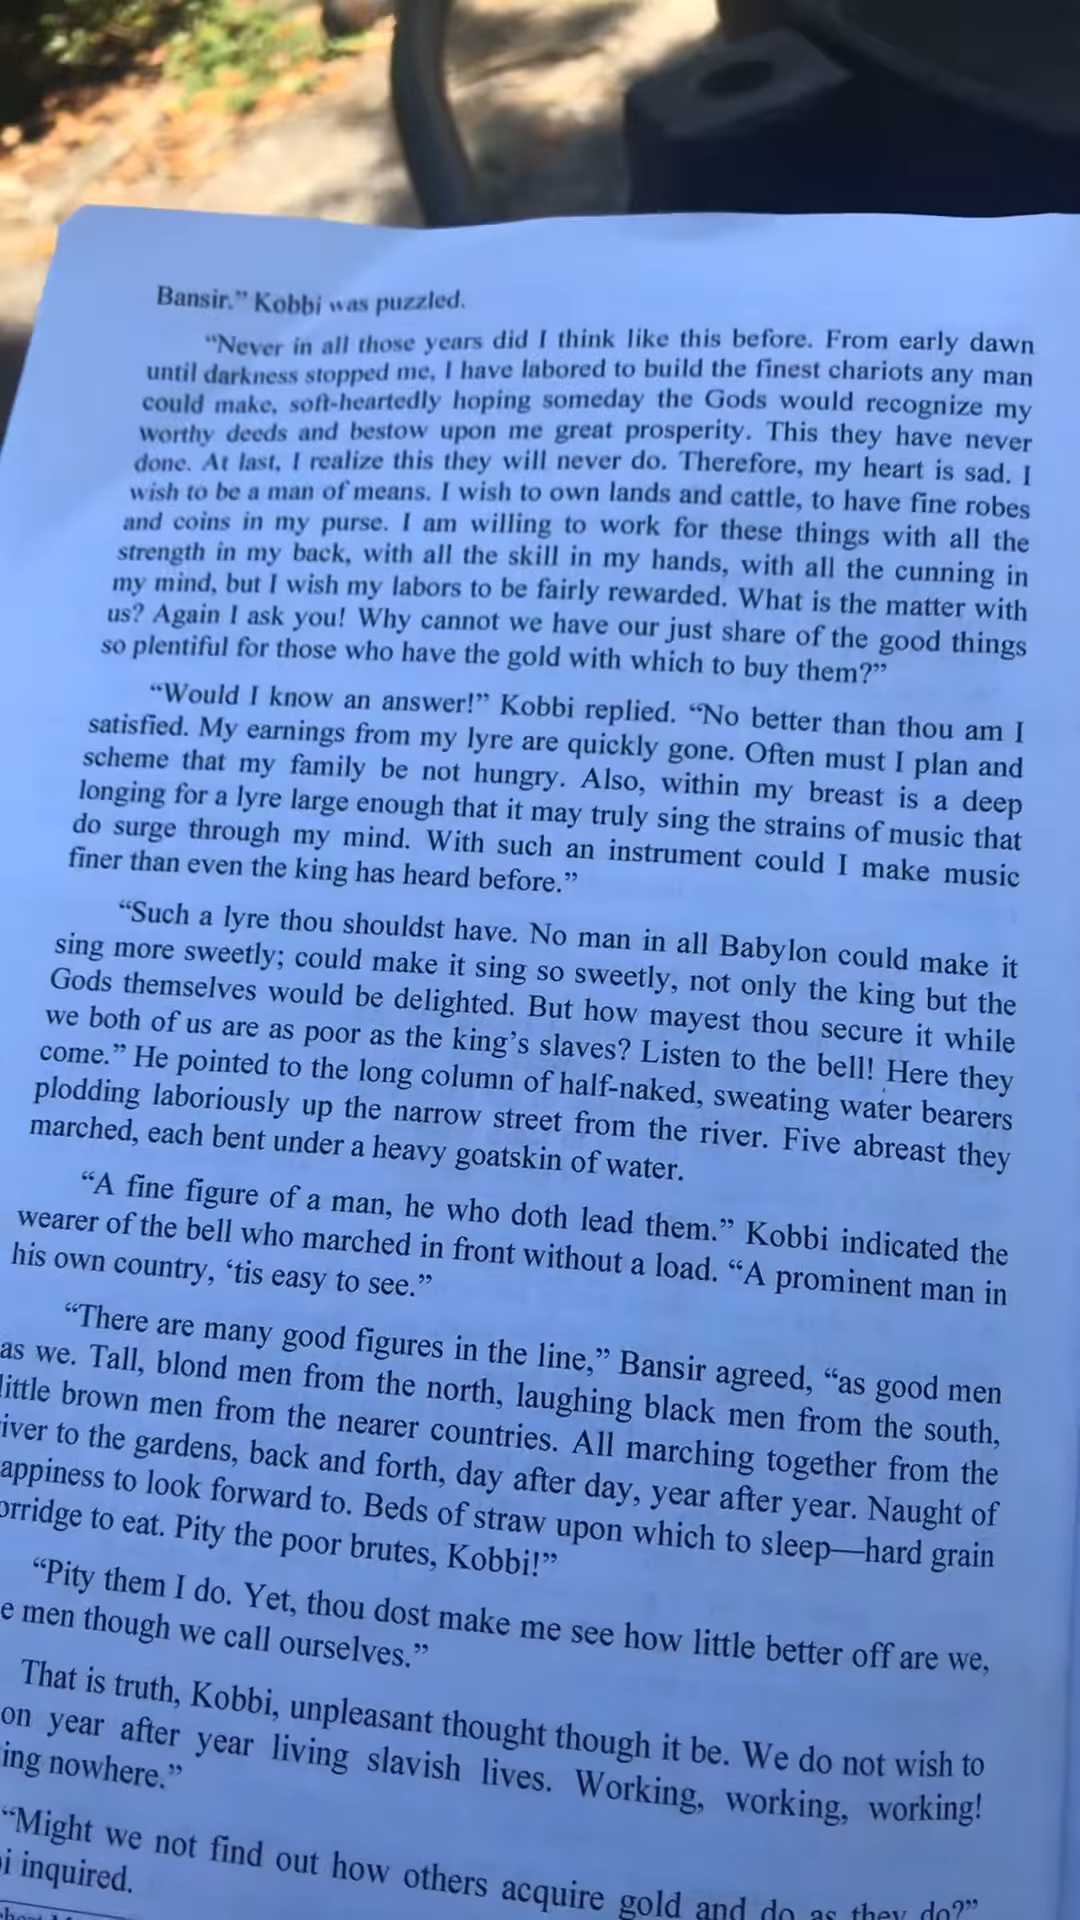 Bansir.” Kobbi was puzzled.
“Never in all those years did I think like this before. From early dawn
until darkness stopped me, I have labored to build the finest chariots any man
could make, soft-heartedly hoping someday the Gods would recognize my
worthy deeds and bestow upon me great prosperity. This they have never
done. At last, I realize this they will never do. Therefore, my heart is sad. I
wish to be a man of means. I wish to own lands and cattle, to have fine robes
and coins in my purse. I am willing to work for these things with all the
strength in my back, with all the skill in my hands, with all the cunning in
my mind, but I wish my labors to be fairly rewarded. What is the matter with
us? Again I ask you! Why cannot we have our just share of the good things
so plentiful for those who have the gold with which to buy them?”
“Would I know an answer!” Kobbi replied. “No better than thou am I
satisfied. My earnings from my lyre are quickly gone. Often must I plan and
scheme that my family be not hungry. Also, within my breast is a deep
longing for a lyre large enough that it may truly sing the strains of music that
do surge through my mind. With such an instrument could I make music
finer than even the king has heard before.”
“Such a lyre thou shouldst have. No man in all Babylon could make it
sing more sweetly; could make it sing so sweetly, not only the king but the
Gods themselves would be delighted. But how mayest thou secure it while
we both of us are as poor as the king’s slaves? Listen to the bell! Here they
come.” He pointed to the long column of half-naked, sweating water bearers
plodding laboriously up the narrow street from the river. Five abreast they
marched, each bent under a heavy goatskin of water.
“A fine figure of a man, he who doth lead them.” Kobbi indicated the
wearer of the bell who marched in front without a load. “A prominent man in
his own country, ‘tis easy to see.”
“There are many good figures in the line,” Bansir agreed, “as good men
as we. Tall, blond men from the north, laughing black men from the south,
little brown men from the nearer countries. All marching together from the
iver to the gardens, back and forth, day after day, year after year. Naught of
appiness to look forward to. Beds of straw upon which to sleep—hard grain
orridge to eat. Pity the poor brutes, Kobbi!”
“Pity them I do. Yet, thou dost make me see how little better off are we,
e men though we call ourselves.”
That is truth, Kobbi, unpleasant thought though it be. We do not wish to
on year after year living slavish lives. Working, working, working!
ing nowhere.”
“Might we not find out how others acquire gold and do as they do?”
i inquired.